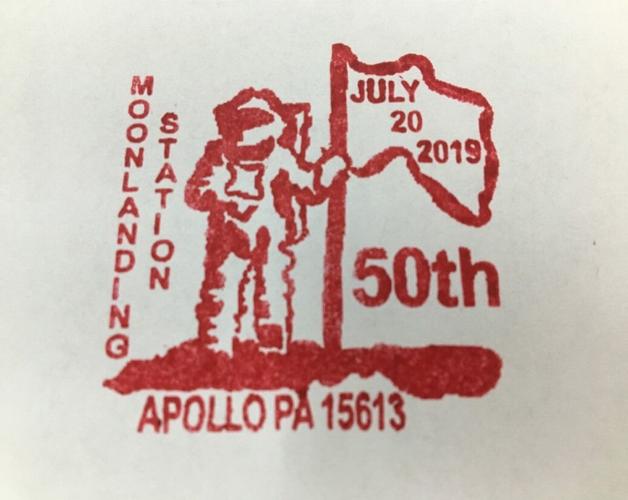 MOONLANDING
STATION
JULY
20
2019
50th
APOLLO PA 15613